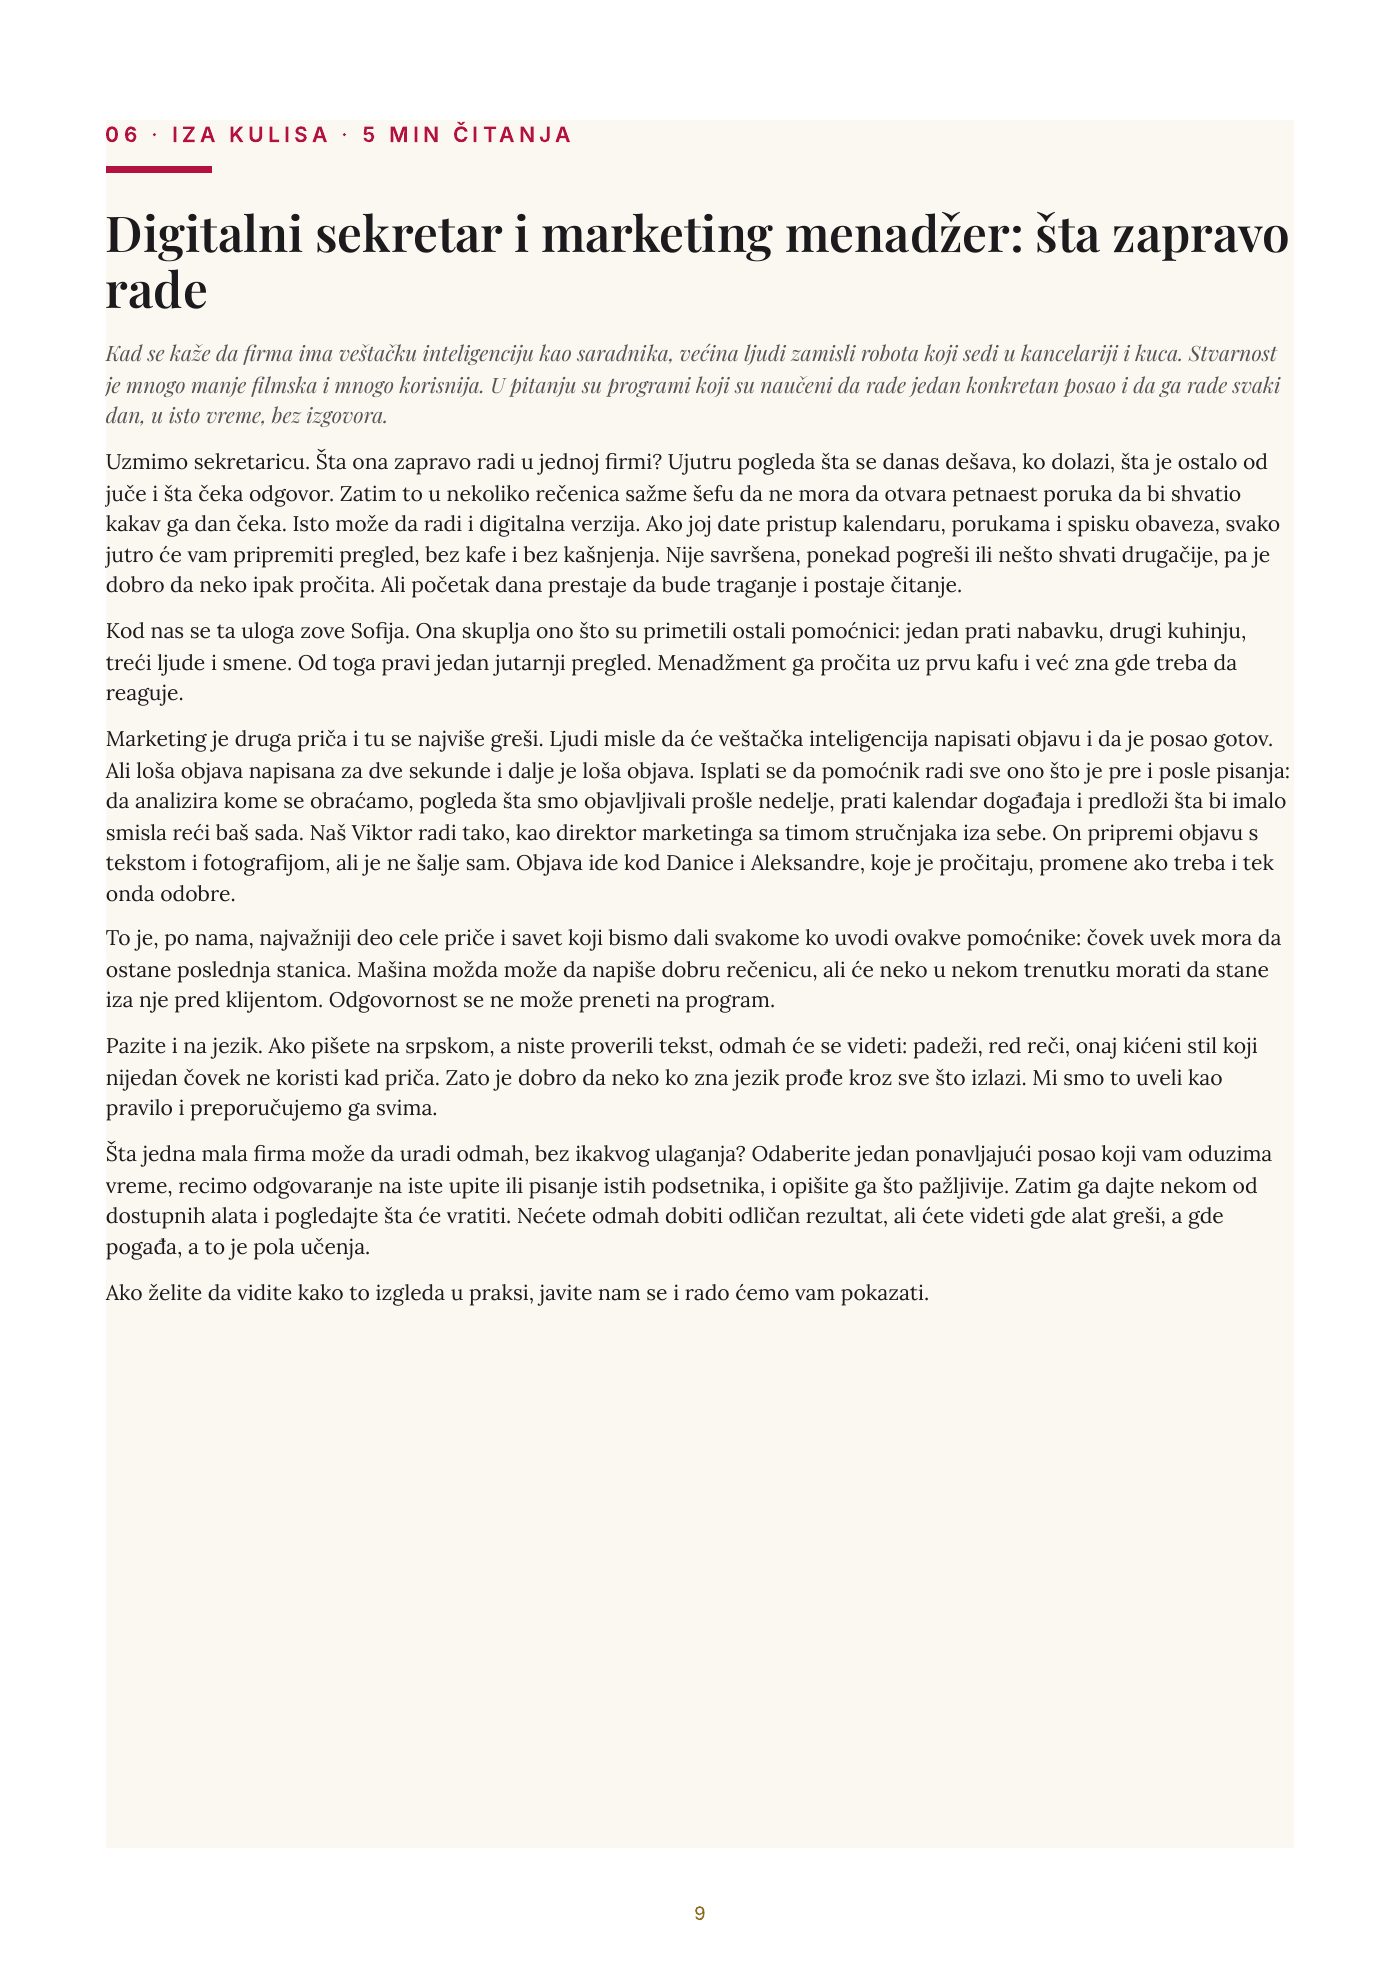 06 · IZA KULISA · 5 MIN ČITANJA
Digitalni sekretar i marketing menadžer: šta zapravo
rade
Kad se kaže da firma ima veštačku inteligenciju kao saradnika, većina ljudi zamisli robota koji sedi u kancelariji i kuca. Stvarnost
je mnogo manje filmska i mnogo korisnija. U pitanju su programi koji su naučeni da rade jedan konkretan posao i da ga rade svaki
dan, u isto vreme, bez izgovora.
Uzmimo sekretaricu. Šta ona zapravo radi u jednoj firmi? Ujutru pogleda šta se danas dešava, ko dolazi, šta je ostalo od
juče i šta čeka odgovor. Zatim to u nekoliko rečenica sažme šefu da ne mora da otvara petnaest poruka da bi shvatio
kakav ga dan čeka. Isto može da radi i digitalna verzija. Ako joj date pristup kalendaru, porukama i spisku obaveza, svako
jutro će vam pripremiti pregled, bez kafe i bez kašnjenja. Nije savršena, ponekad pogreši ili nešto shvati drugačije, pa je
dobro da neko ipak pročita. Ali početak dana prestaje da bude traganje i postaje čitanje.
Kod nas se ta uloga zove Sofija. Ona skuplja ono što su primetili ostali pomoćnici: jedan prati nabavku, drugi kuhinju,
treći ljude i smene. Od toga pravi jedan jutarnji pregled. Menadžment ga pročita uz prvu kafu i već zna gde treba da
reaguje.
Marketing je druga priča i tu se najviše greši. Ljudi misle da će veštačka inteligencija napisati objavu i da je posao gotov.
Ali loša objava napisana za dve sekunde i dalje je loša objava. Isplati se da pomoćnik radi sve ono što je pre i posle pisanja:
da analizira kome se obraćamo, pogleda šta smo objavljivali prošle nedelje, prati kalendar događaja i predloži šta bi imalo
smisla reći baš sada. Naš Viktor radi tako, kao direktor marketinga sa timom stručnjaka iza sebe. On pripremi objavu s
tekstom i fotografijom, ali je ne šalje sam. Objava ide kod Danice i Aleksandre, koje je pročitaju, promene ako treba i tek
onda odobre.
To je, po nama, najvažniji deo cele priče i savet koji bismo dali svakome ko uvodi ovakve pomoćnike: čovek uvek mora da
ostane poslednja stanica. Mašina možda može da napiše dobru rečenicu, ali će neko u nekom trenutku morati da stane
iza nje pred klijentom. Odgovornost se ne može preneti na program.
Pazite i na jezik. Ako pišete na srpskom, a niste proverili tekst, odmah će se videti: padeži, red reči, onaj kićeni stil koji
nijedan čovek ne koristi kad priča. Zato je dobro da neko ko zna jezik prođe kroz sve što izlazi. Mi smo to uveli kao
pravilo i preporučujemo ga svima.
Šta jedna mala firma može da uradi odmah, bez ikakvog ulaganja? Odaberite jedan ponavljajući posao koji vam oduzima
vreme, recimo odgovaranje na iste upite ili pisanje istih podsetnika, i opišite ga što pažljivije. Zatim ga dajte nekom od
dostupnih alata i pogledajte šta će vratiti. Nećete odmah dobiti odličan rezultat, ali ćete videti gde alat greši, a gde
pogađa, a to je pola učenja.
Ako želite da vidite kako to izgleda u praksi, javite nam se i rado ćemo vam pokazati.
9